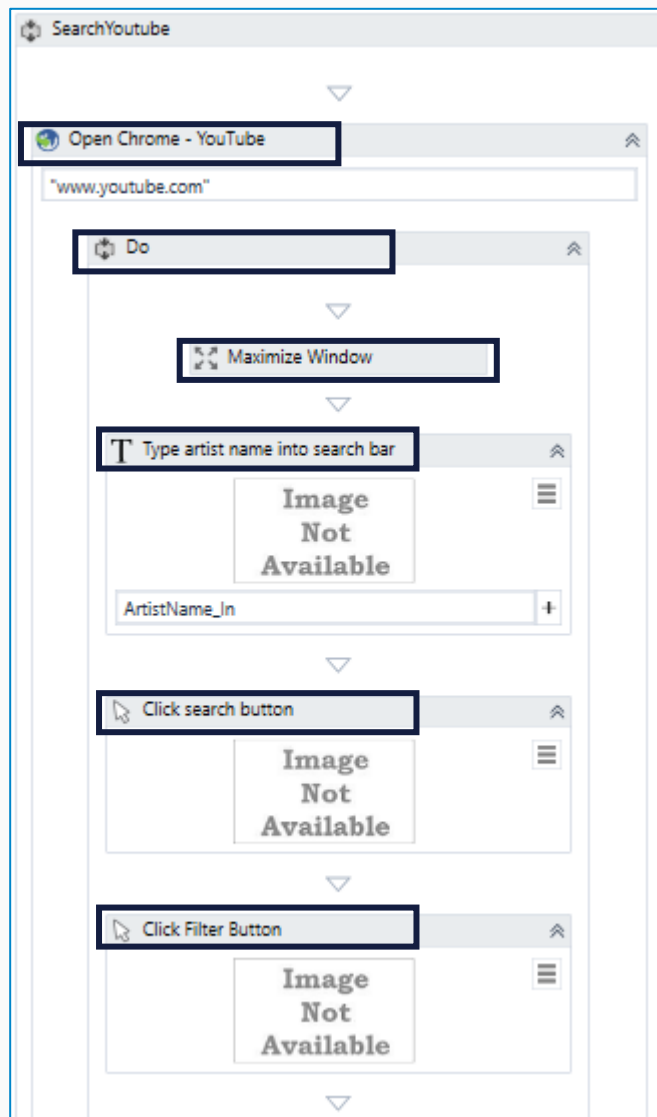 SearchYoutube
Open Chrome - YouTube
"www.youtube.com"
Do
Maximize Window
T Type artist name into search bar
Image
Not
Available
ArtistName_In
Click search button
Image
Not
Available
Click Filter Button
Image
Not
Available